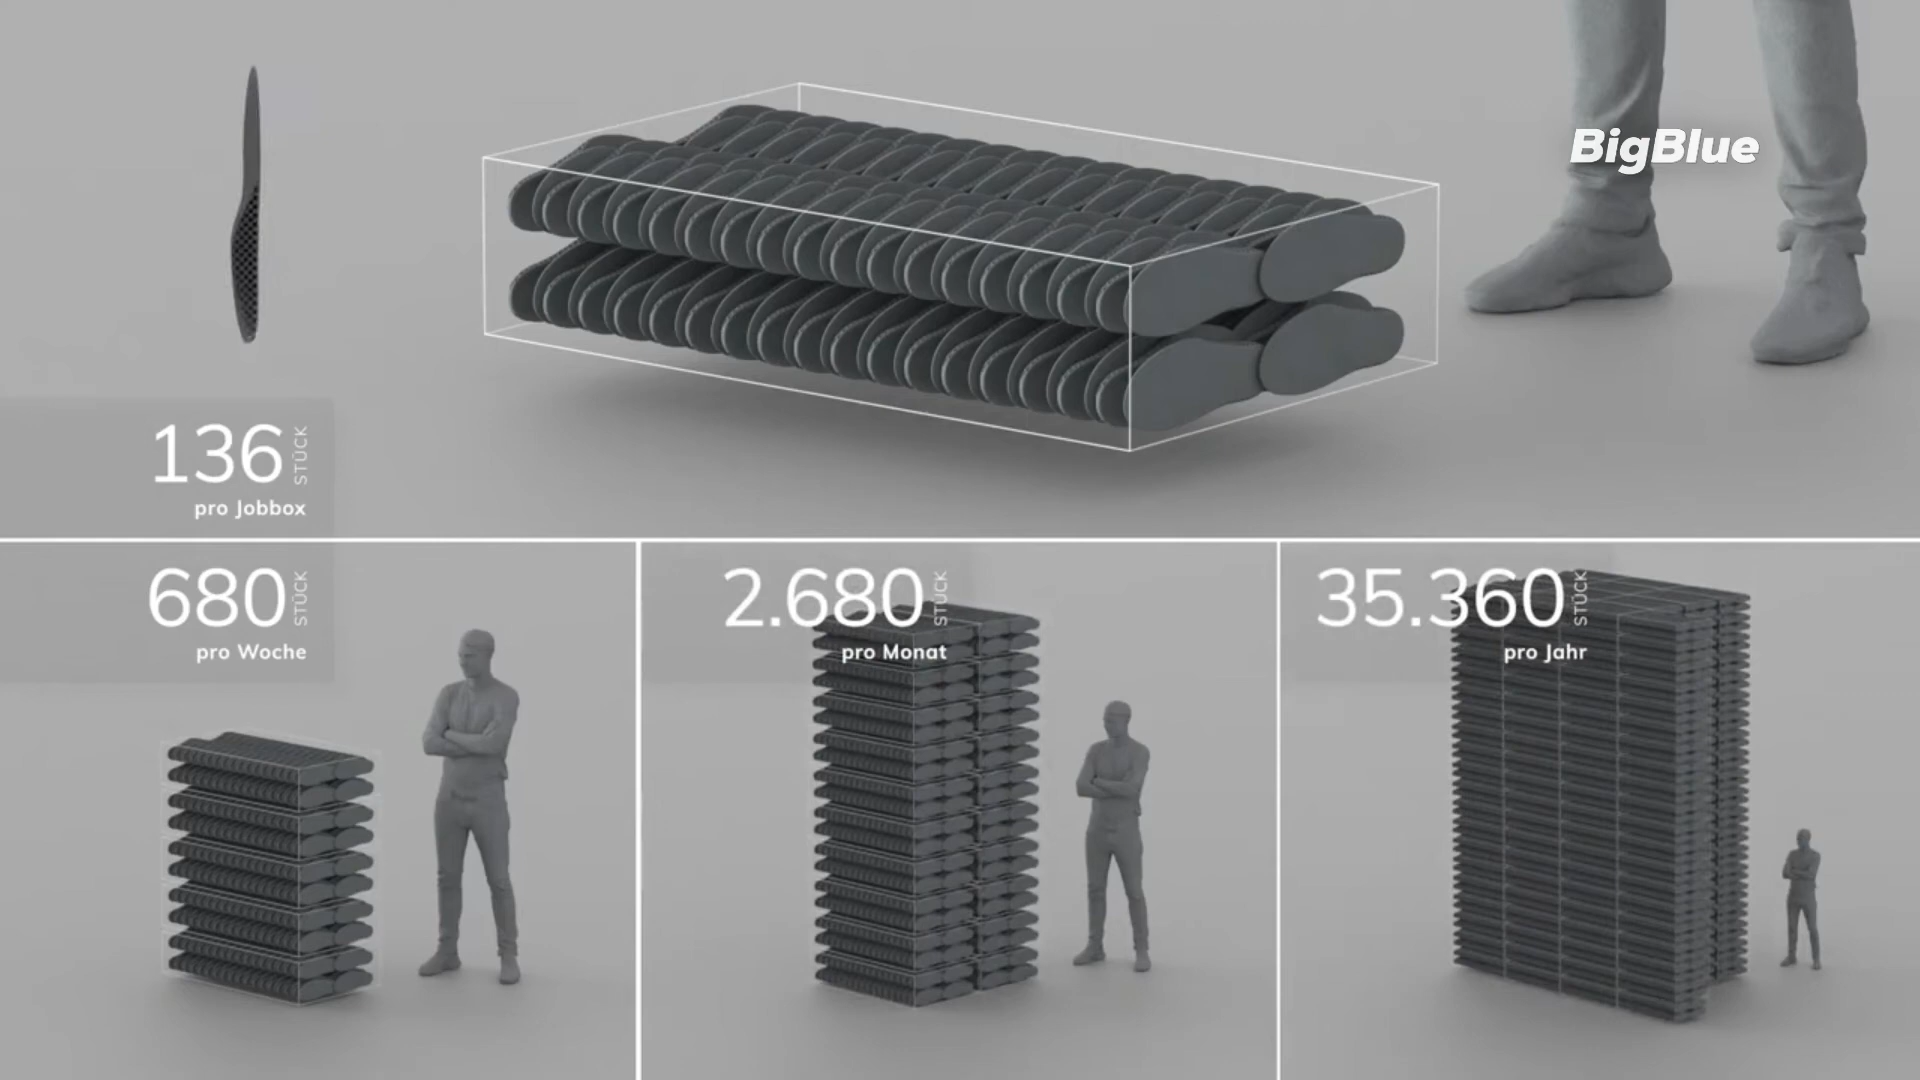 BigBlue
136 STÜCK
pro Jobbox
680 STÜCK
pro Woche
2.680 STÜCK
pro Monat
35.360 STÜCK
pro Jahr